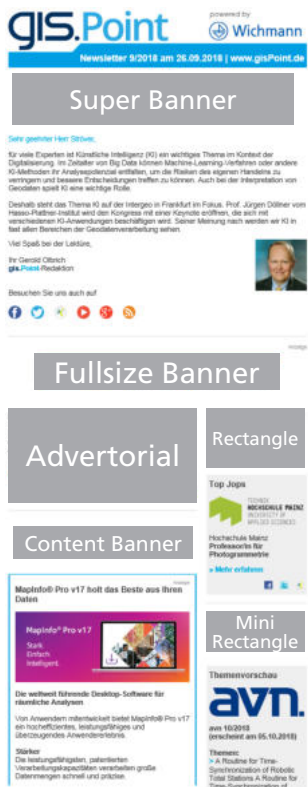 gis.Point
powered by
Wichmann
Newsletter 9/2018 am 26.09.2018 | www.gisPoint.de
Super Banner
Sehr geehrter Herr Ströver,
für viele Experten ist Künstliche Intelligenz (KI) ein wichtiges Thema im Kontext der
Digitalisierung. Im Zeitalter von Big Data können Machine-Learning-Verfahren oder andere
KI-Methoden ihr Analysepotenzial entfalten, um die Risiken des eigenen Handelns zu
verringern und bessere Entscheidungen treffen zu können. Auch bei der Interpretation von
Geodaten spielt KI eine wichtige Rolle.
Deshalb steht das Thema KI auf der Intergeo in Frankfurt im Fokus. Prof. Jürgen Döllner vom
Hasso-Plattner-Institut wird den Kongress mit einer Keynote eröffnen, die sich mit
verschiedenen KI-Anwendungen beschäftigen wird. Seiner Meinung nach werden wir KI in
fast allen Bereichen der Geodatenverarbeitung sehen.
Viel Spaß bei der Lektüre,
Ihr Gerold Olbrich
gis.Point-Redaktion
Besuchen Sie uns auch auf
Anzeige
Fullsize Banner
Advertorial
Rectangle
Top Jops
TECHNIK
HOCHSCHULE MAINZ
UNIVERSITY OF
APPLIED SCIENCES
Hochschule Mainz
Professor/in für
Photogrammetrie
» Mehr erfahren
Content Banner
Anzeige
MapInfo® Pro v17 holt das Beste aus Ihren
Daten
MapInfo® Pro v17
Stark.
Einfach
Intelligent.
Die weltweit führende Desktop-Software für
räumliche Analysen
Von Anwendern mitentwickelt bietet MapInfo® Pro v17
ein hocheffizientes, leistungsfähiges und
überzeugendes Anwendererlebnis.
Stärker
Die leistungsfähigsten, patentierten
Verarbeitungskapazitäten verarbeiten große
Datenmengen schnell und präzise.
Mini
Rectangle
Themenvorschau
avn.
avn 10/2018
(erscheint am 05.10.2018)
Themen:
> A Routine for Time-
Synchronization of Robotic
Total Stations A Routine for
Time-Synchronization of